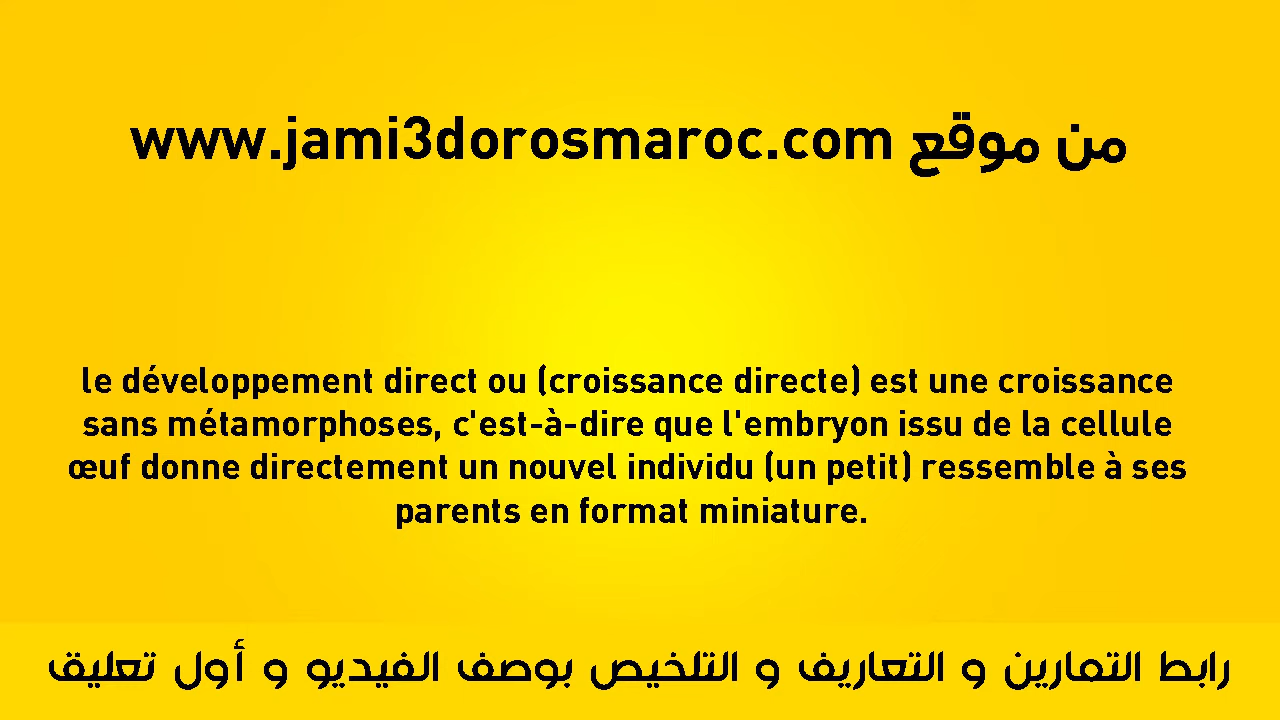 من موقع www.jami3dorosmaroc.com
le développement direct ou (croissance directe) est une croissance
sans métamorphoses, c'est-à-dire que l'embryon issu de la cellule
œuf donne directement un nouvel individu (un petit) ressemble à ses
parents en format miniature.
رابط التمارين و التعاريف و التلخيص بوصف الفيديو و أول تعليق